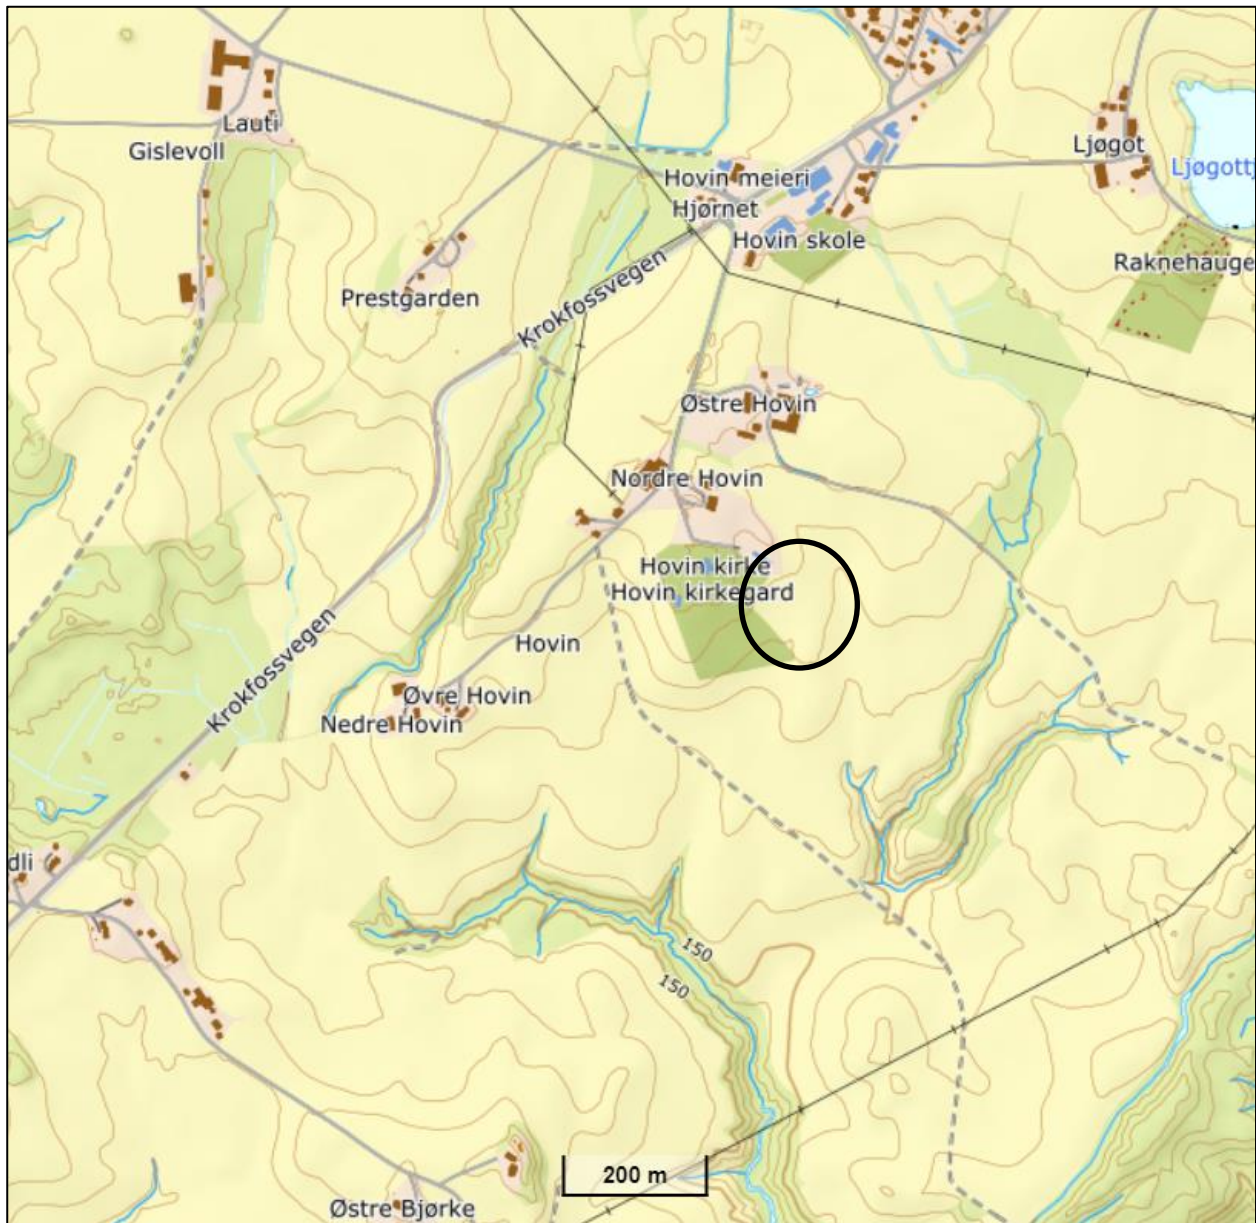 Lauti
Gislevoll
Ljøgot
Ljøgottj
Hovin meieri
Hjørnet
Hovin skole
Raknehauge
Prestgarden
Krokfossvegen
Østre Hovin
Nordre Hovin
Hovin kirke
Hovin kirkegard
Hovin
Krokfossvegen
Øvre Hovin
Nedre Hovin
dli
150
150
200 m
Østre Bjørke